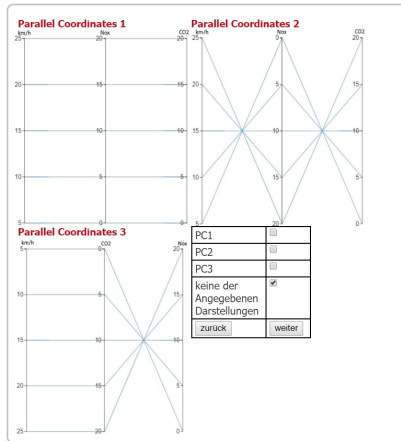 Parallel Coordinates 1
km/h Nox CO2
25 20 20
20 15 15
15 10 10
10 5 5
5 0 0
Parallel Coordinates 2
km/h Nox CO2
25 0 20
20 5 15
15 10 10
10 15 5
5 20 0
Parallel Coordinates 3
km/h CO2 Nox
5 0 20
10 5 15
15 10 10
20 15 5
25 20 0
PC1
PC2
PC3
keine der
Angegebenen
Darstellungen
zurück weiter